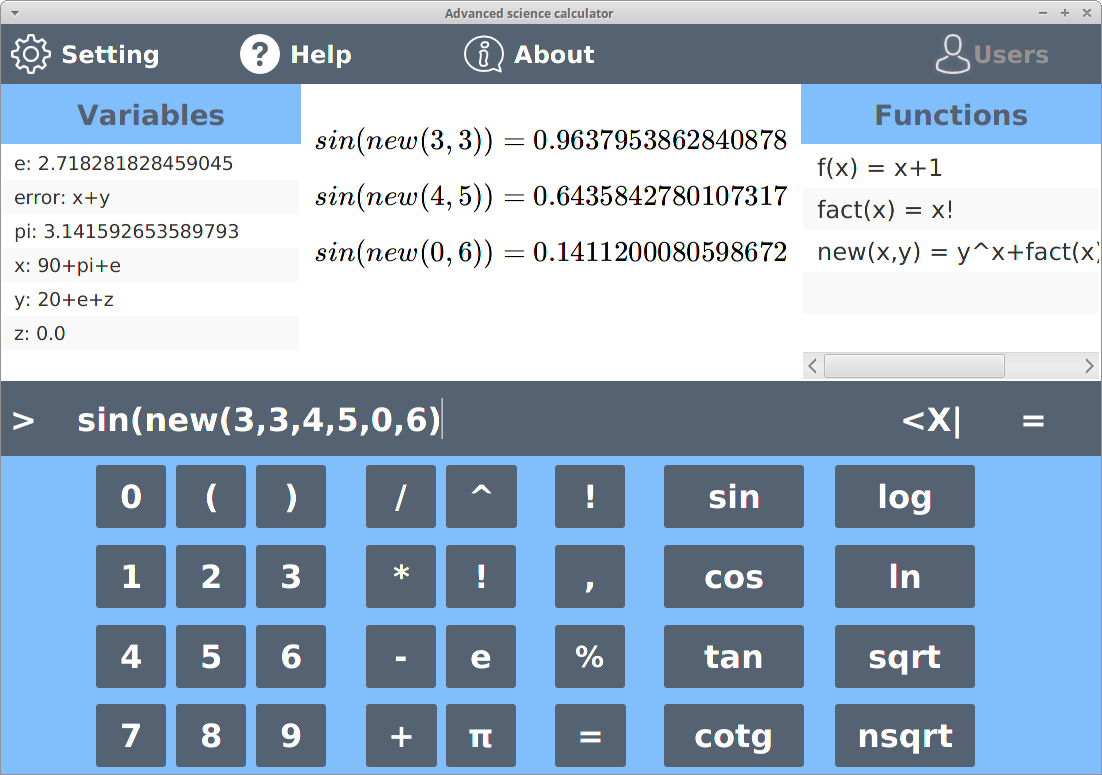 Advanced science calculator
Setting
Help
About
Users
Variables
e: 2.718281828459045
error: x+y
pi: 3.141592653589793
x: 90+pi+e
y: 20+e+z
z: 0.0
sin(new(3,3)) = 0.9637953862840878
sin(new(4,5)) = 0.6435842780107317
sin(new(0,6)) = 0.1411200080598672
Functions
f(x) = x+1
fact(x) = x!
new(x,y) = y^x+fact(x)
> sin(new(3,3,4,5,0,6) <X| =
0 ( ) / ^ ! sin log
1 2 3 * ! , cos ln
4 5 6 - e % tan sqrt
7 8 9 + π = cotg nsqrt